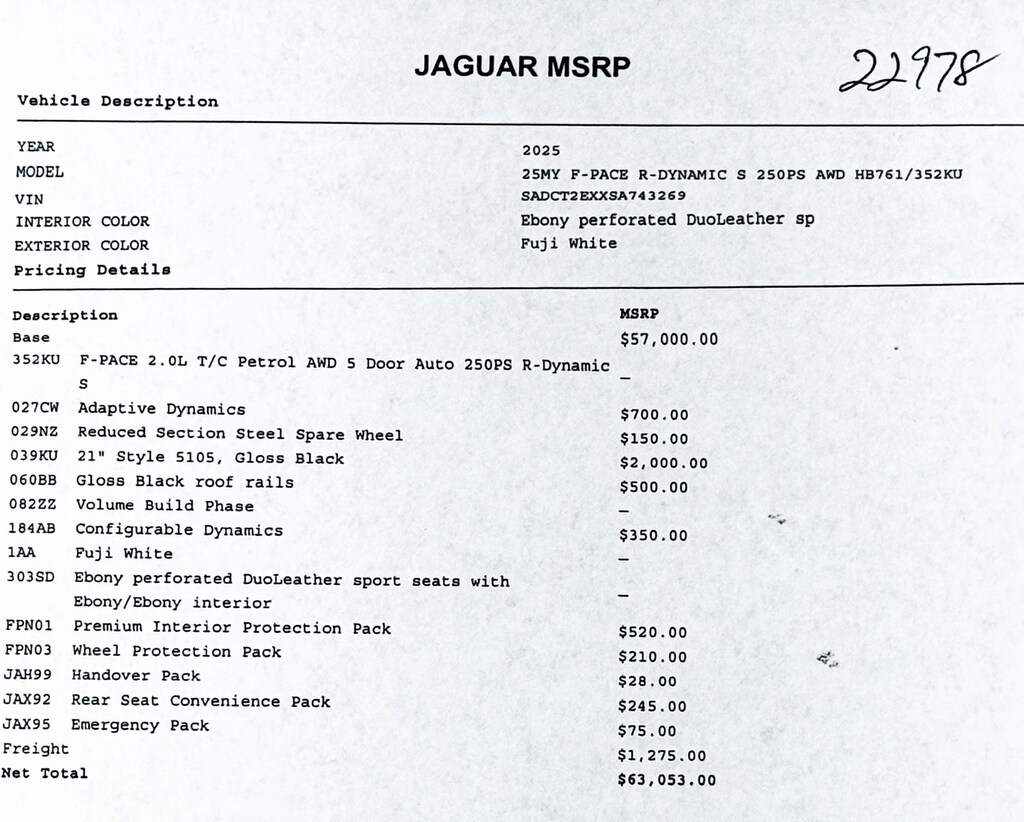 JAGUAR MSRP
22978
Vehicle Description
YEAR 2025
MODEL 25MY F-PACE R-DYNAMIC S 250PS AWD HB761/352KU
VIN SADCT2EXXSA743269
INTERIOR COLOR Ebony perforated DuoLeather sp
EXTERIOR COLOR Fuji White
Pricing Details
Description MSRP
Base $57,000.00
352KU F-PACE 2.0L T/C Petrol AWD 5 Door Auto 250PS R-Dynamic
S –
027CW Adaptive Dynamics $700.00
029NZ Reduced Section Steel Spare Wheel $150.00
039KU 21" Style 5105, Gloss Black $2,000.00
060BB Gloss Black roof rails $500.00
082ZZ Volume Build Phase –
184AB Configurable Dynamics $350.00
1AA Fuji White –
303SD Ebony perforated DuoLeather sport seats with
Ebony/Ebony interior –
FPN01 Premium Interior Protection Pack $520.00
FPN03 Wheel Protection Pack $210.00
JAH99 Handover Pack $28.00
JAX92 Rear Seat Convenience Pack $245.00
JAX95 Emergency Pack $75.00
Freight $1,275.00
Net Total $63,053.00